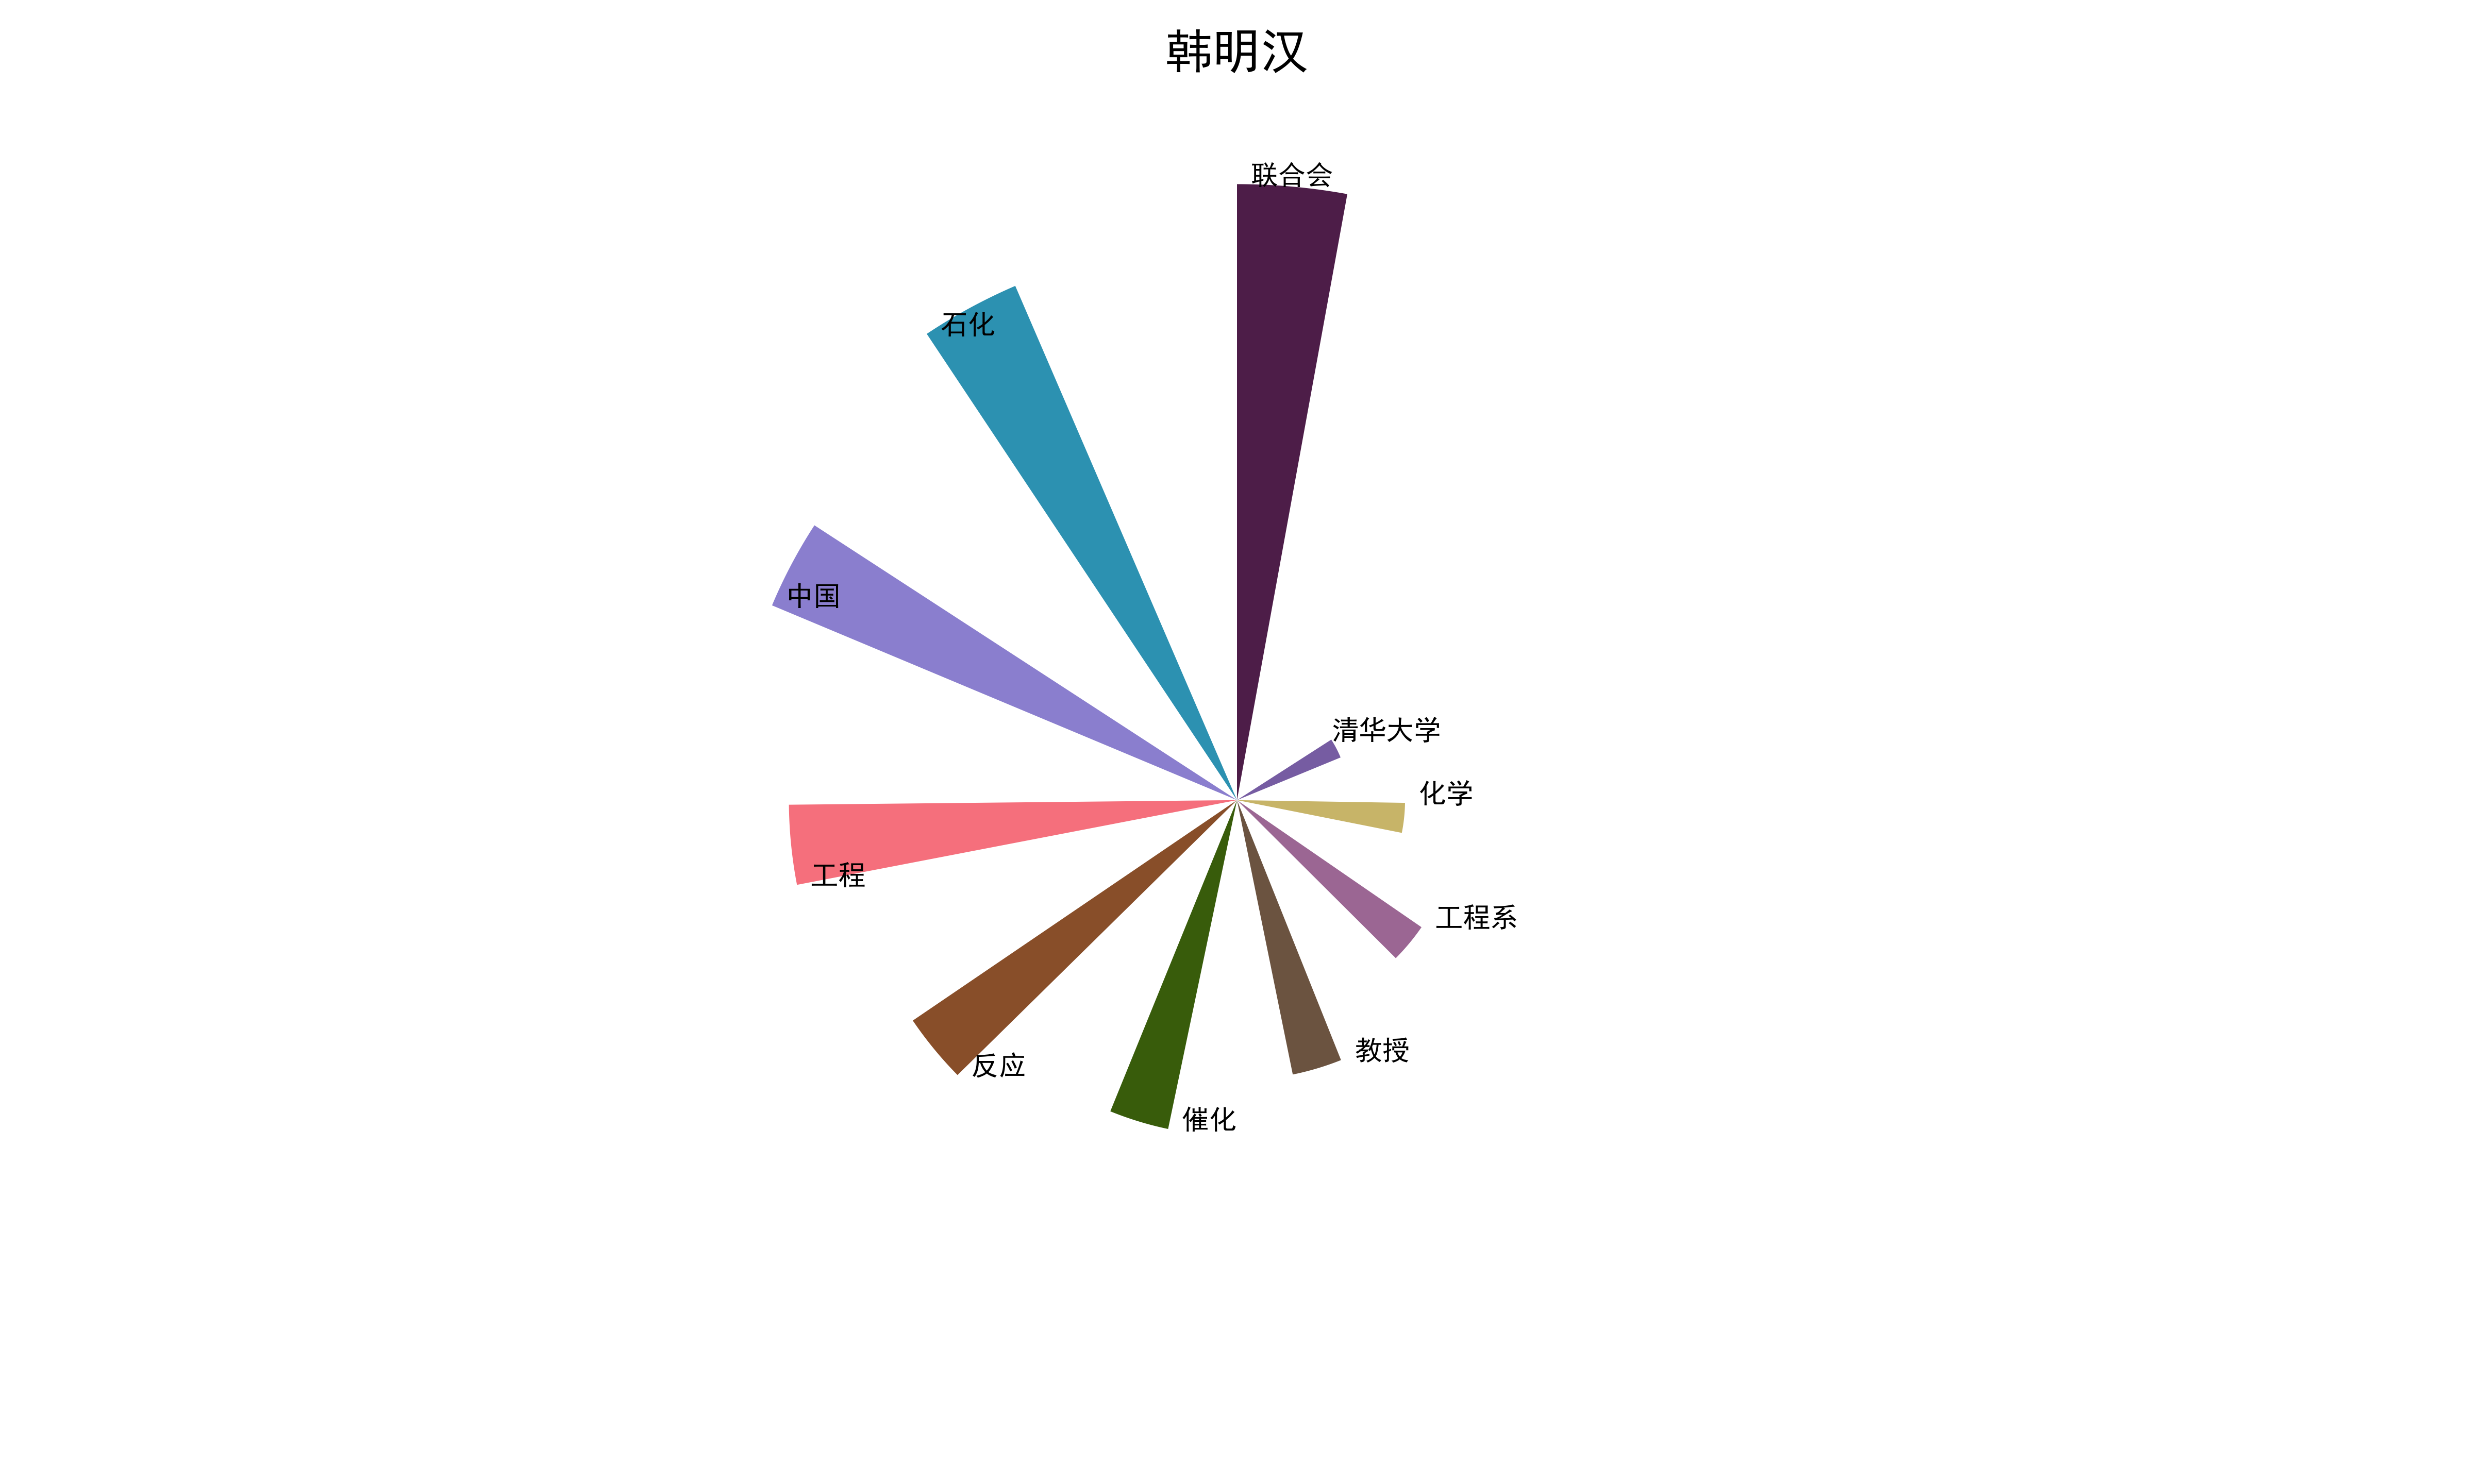 韩明汉
联合会
石化
中国
清华大学
化学
工程
工程系
教授
反应
催化